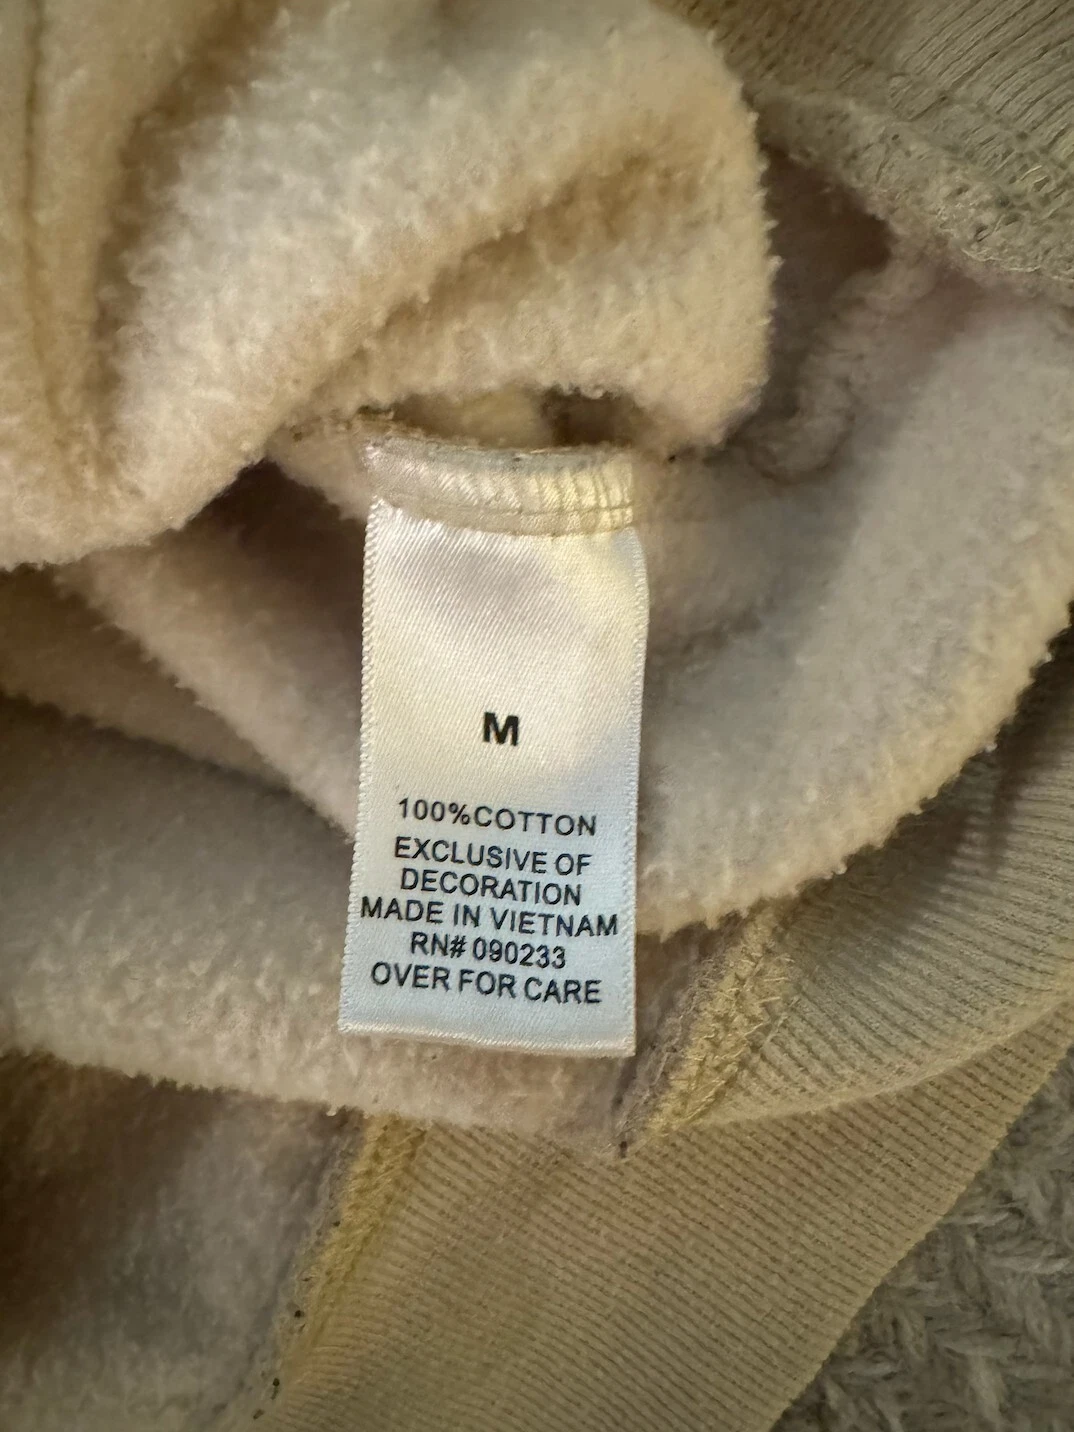 M
100%COTTON
EXCLUSIVE OF
DECORATION
MADE IN VIETNAM
RN# 090233
OVER FOR CARE